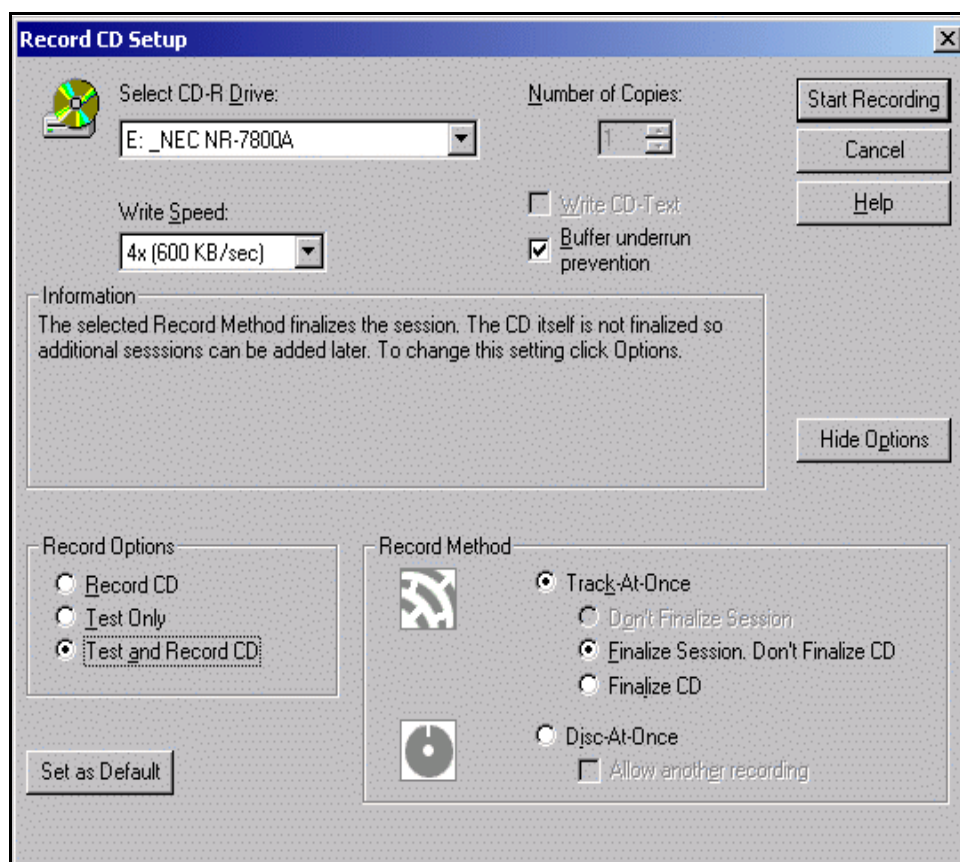 Record CD Setup
Select CD-R Drive:
Number of Copies:
Start Recording
E: _NEC NR-7800A
1
Cancel
Write Speed:
Write CD-Text
Help
4x (600 KB/sec)
Buffer underrun
prevention
Information
The selected Record Method finalizes the session. The CD itself is not finalized so
additional sesssions can be added later. To change this setting click Options.
Hide Options
Record Options
Record CD
Test Only
Test and Record CD
Record Method
Track-At-Once
Don't Finalize Session
Finalize Session. Don't Finalize CD
Finalize CD
Disc-At-Once
Allow another recording
Set as Default